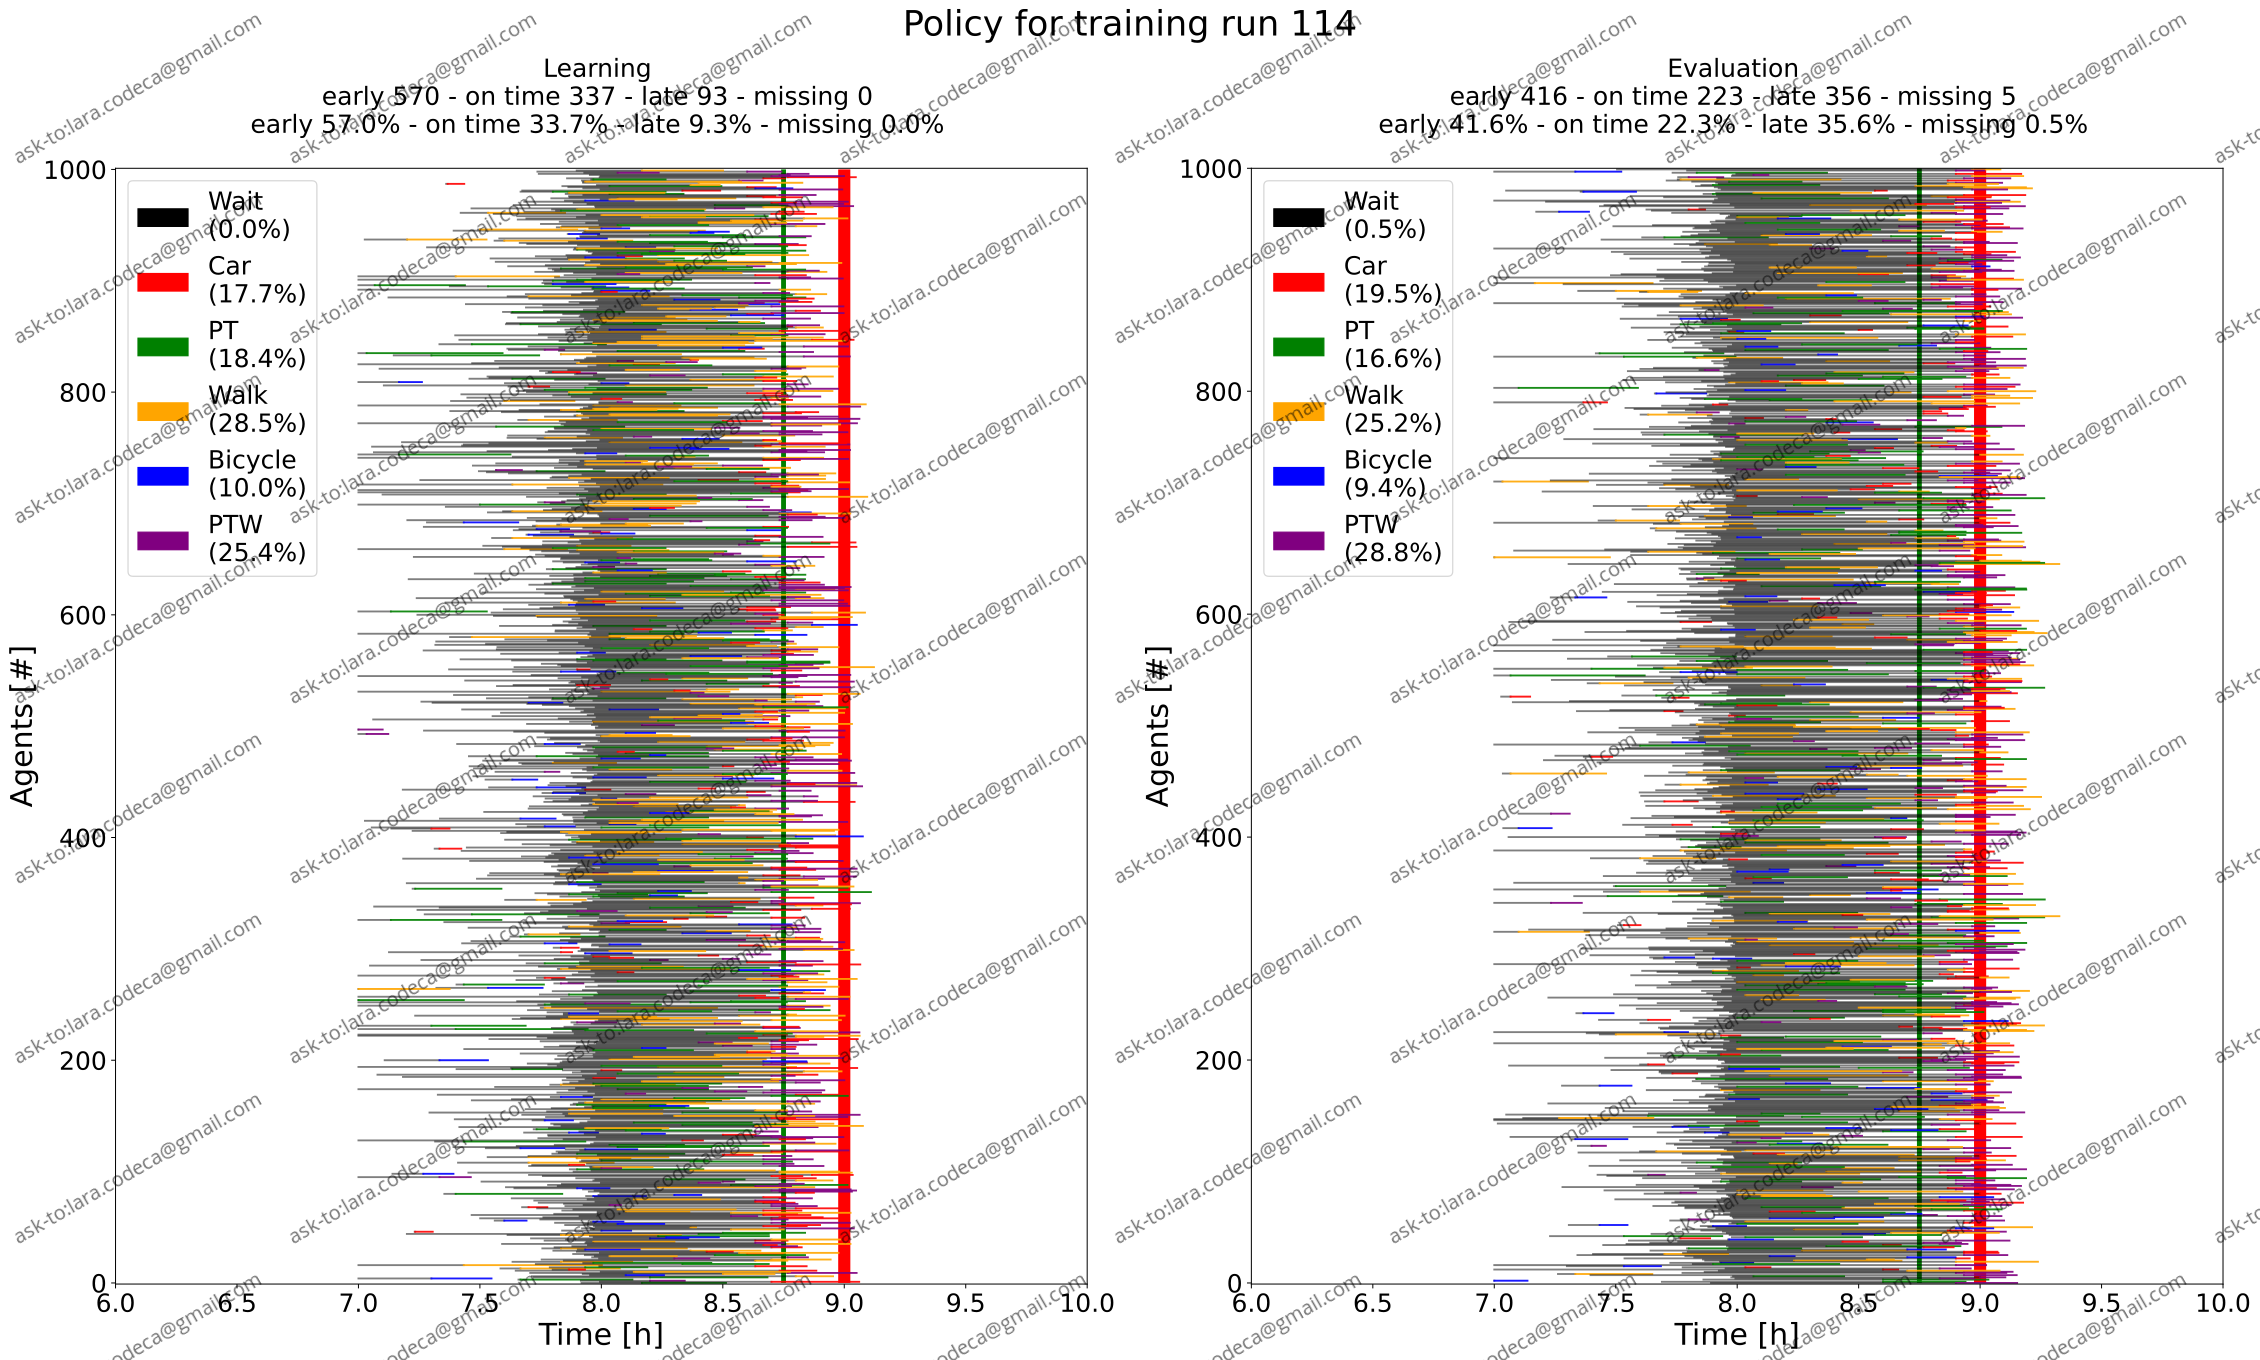 Policy for training run 114
Learning
early 570 - on time 337 - late 93 - missing 0
early 57.0% - on time 33.7% - late 9.3% - missing 0.0%
1000
800
600
400
200
0
Agents [#]
Wait
(0.0%)
Car
(17.7%)
PT
(18.4%)
Walk
(28.5%)
Bicycle
(10.0%)
PTW
(25.4%)
6.0 6.5 7.0 7.5 8.0 8.5 9.0 9.5 10.0
Time [h]
Evaluation
early 416 - on time 223 - late 356 - missing 5
early 41.6% - on time 22.3% - late 35.6% - missing 0.5%
1000
800
600
400
200
0
Agents [#]
Wait
(0.5%)
Car
(19.5%)
PT
(16.6%)
Walk
(25.2%)
Bicycle
(9.4%)
PTW
(28.8%)
6.0 6.5 7.0 7.5 8.0 8.5 9.0 9.5 10.0
Time [h]
ask-to:lara.codeca@gmail.com